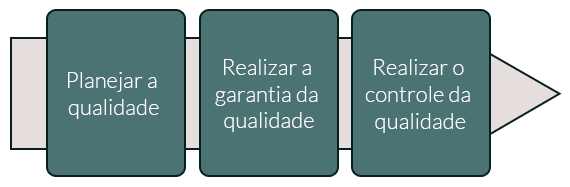 Planejar a
qualidade
Realizar a
garantia da
qualidade
Realizar o
controle da
qualidade